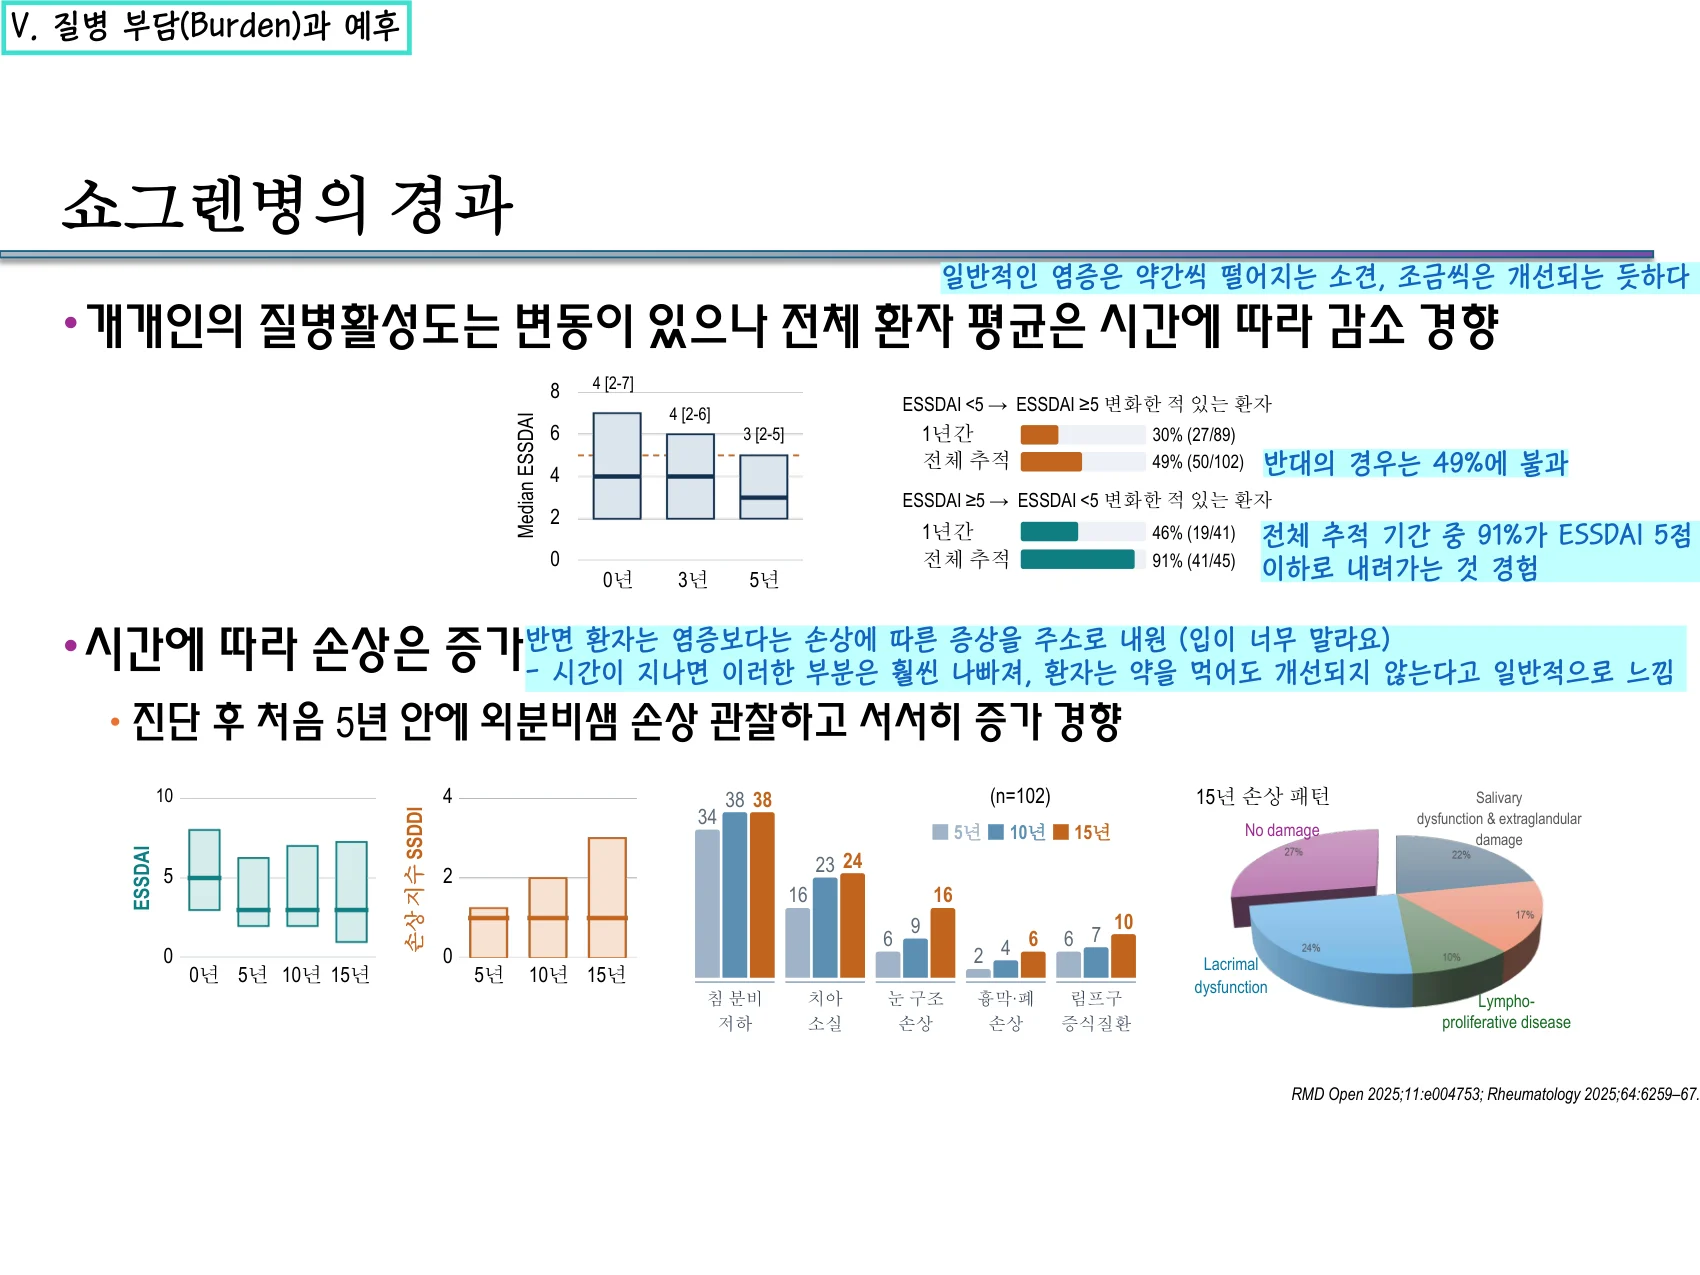 V. 질병 부담(Burden)과 예후
쇼그렌병의 경과
일반적인 염증은 약간씩 떨어지는 소견, 조금씩은 개선되는 듯하다
• 개개인의 질병활성도는 변동이 있으나 전체 환자 평균은 시간에 따라 감소 경향
Median ESSDAI
8
6
4
2
0
4 [2-7]
4 [2-6]
3 [2-5]
0년 3년 5년
ESSDAI <5 → ESSDAI ≥5 변화한 적 있는 환자
1년간 30% (27/89)
전체 추적 49% (50/102)
반대의 경우는 49%에 불과
ESSDAI ≥5 → ESSDAI <5 변화한 적 있는 환자
1년간 46% (19/41)
전체 추적 91% (41/45)
전체 추적 기간 중 91%가 ESSDAI 5점
이하로 내려가는 것 경험
• 시간에 따라 손상은 증가
반면 환자는 염증보다는 손상에 따른 증상을 주소로 내원 (입이 너무 말라요)
- 시간이 지나면 이러한 부분은 훨씬 나빠져, 환자는 약을 먹어도 개선되지 않는다고 일반적으로 느낌
• 진단 후 처음 5년 안에 외분비샘 손상 관찰하고 서서히 증가 경향
ESSDAI
10
5
0
0년 5년 10년 15년
손상 지수 SSDDI
4
2
0
5년 10년 15년
(n=102)
5년 10년 15년
34 38 38
16 23 24
6 9 16
2 4 6
6 7 10
침 분비
저하
치아
소실
눈 구조
손상
흉막·폐
손상
림프구
증식질환
15년 손상 패턴
No damage
27%
Salivary
dysfunction & extraglandular
damage
22%
17%
10%
24%
Lacrimal
dysfunction
Lympho-
proliferative disease
RMD Open 2025;11:e004753; Rheumatology 2025;64:6259–67.